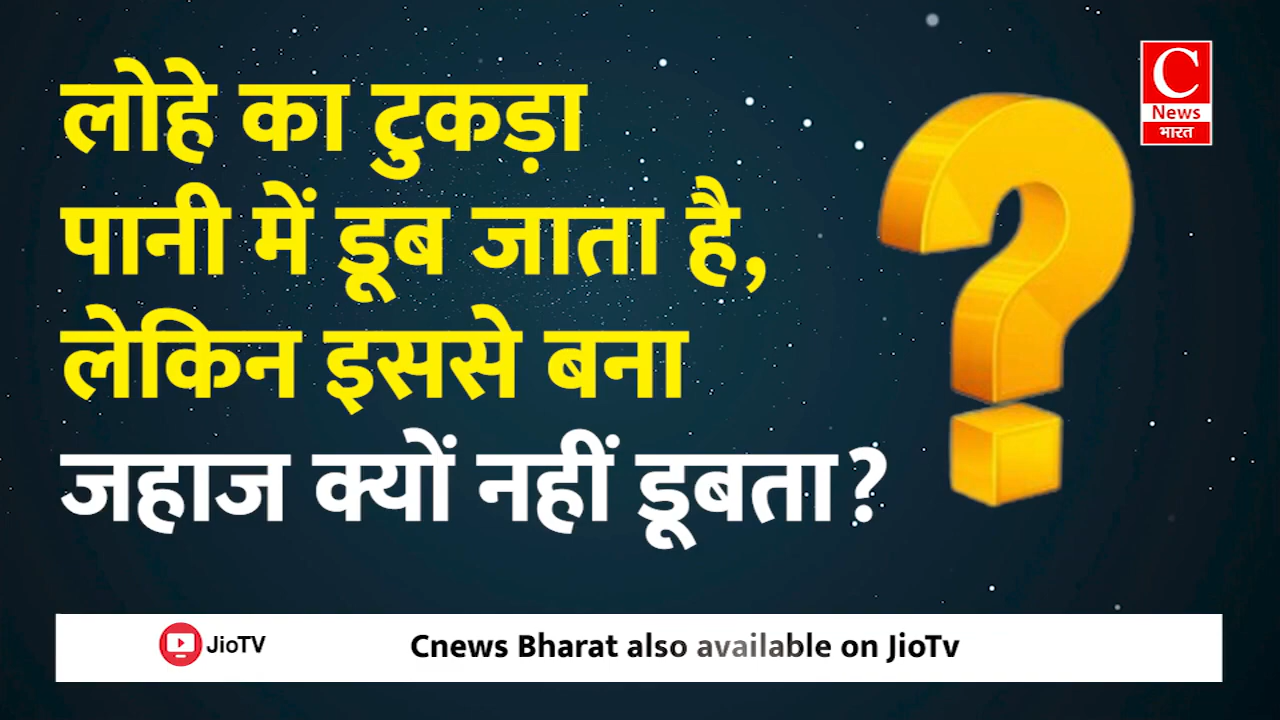 लोहे का टुकड़ा
पानी में डूब जाता है,
लेकिन इससे बना
जहाज क्यों नहीं डूबता?
C
News
भारत
JioTV
Cnews Bharat also available on JioTv